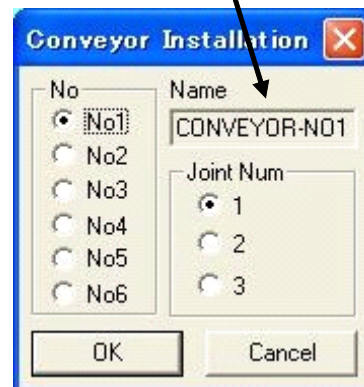 Conveyor Installation
No
No1
No2
No3
No4
No5
No6
Name
CONVEYOR-NO1
Joint Num
1
2
3
OK
Cancel